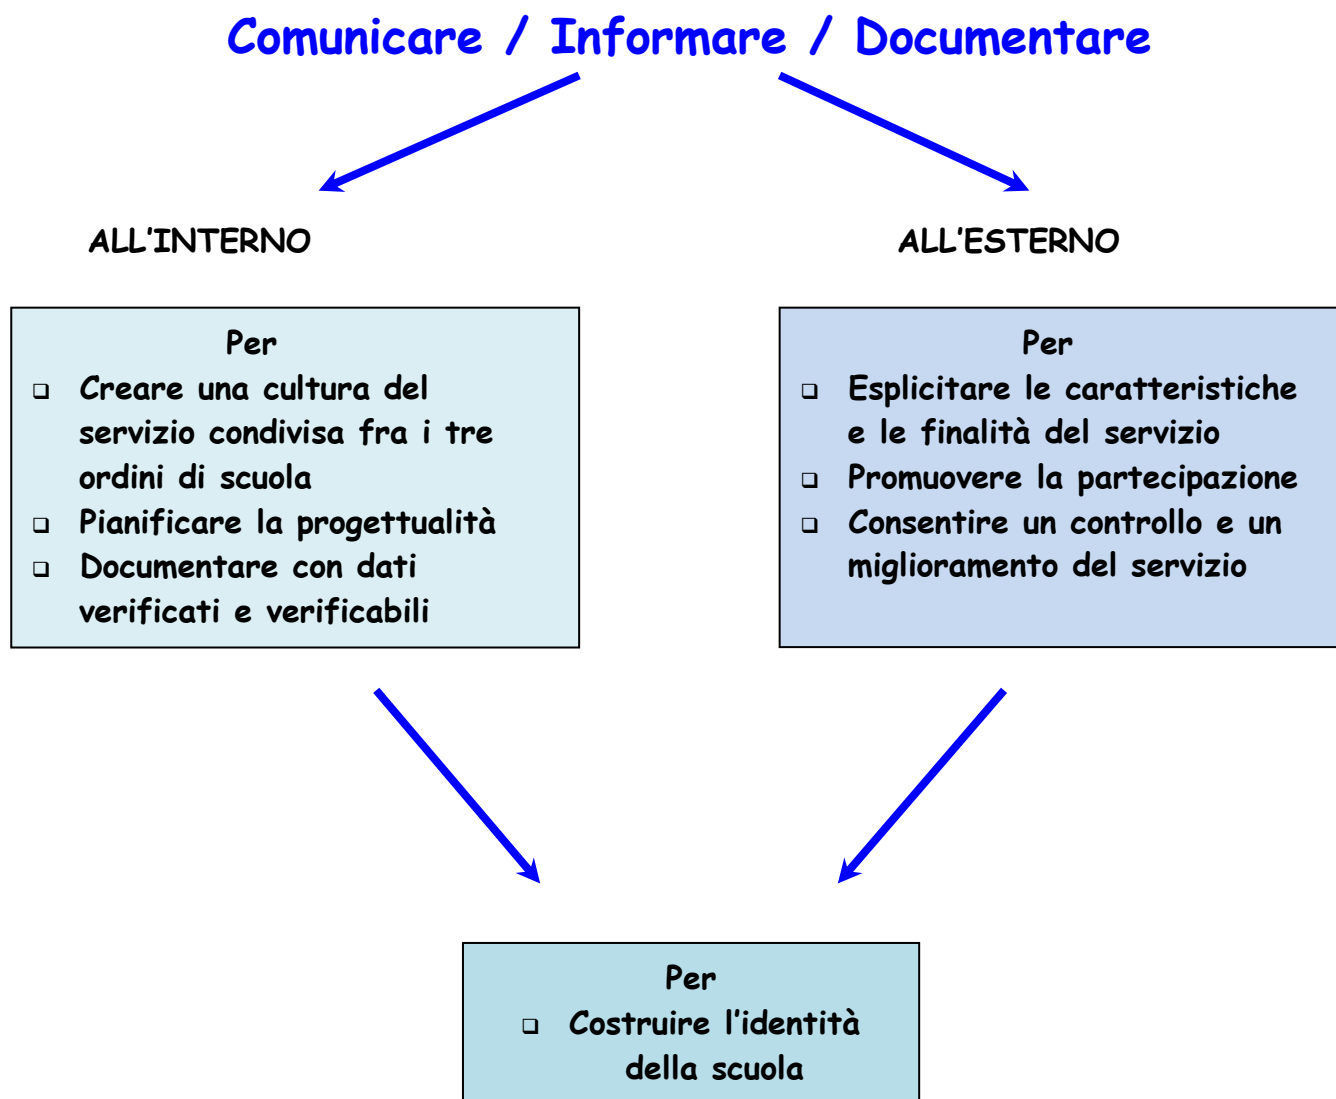 Comunicare / Informare / Documentare
ALL'INTERNO
ALL'ESTERNO
Per
❑ Creare una cultura del
servizio condivisa fra i tre
ordini di scuola
❑ Pianificare la progettualità
❑ Documentare con dati
verificati e verificabili
Per
❑ Esplicitare le caratteristiche
e le finalità del servizio
❑ Promuovere la partecipazione
❑ Consentire un controllo e un
miglioramento del servizio
Per
❑ Costruire l'identità
della scuola